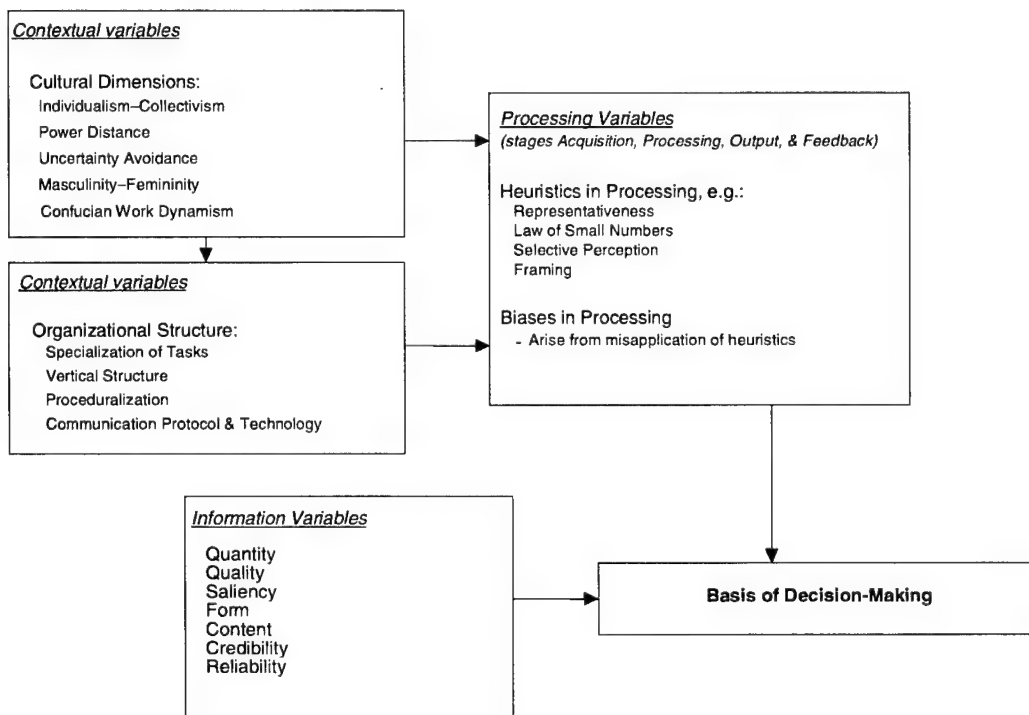 Contextual variables
Cultural Dimensions:
Individualism–Collectivism
Power Distance
Uncertainty Avoidance
Masculinity–Femininity
Confucian Work Dynamism
Contextual variables
Organizational Structure:
Specialization of Tasks
Vertical Structure
Proceduralization
Communication Protocol & Technology
Processing Variables
(stages Acquisition, Processing, Output, & Feedback)
Heuristics in Processing, e.g.:
Representativeness
Law of Small Numbers
Selective Perception
Framing
Biases in Processing
- Arise from misapplication of heuristics
Information Variables
Quantity
Quality
Saliency
Form
Content
Credibility
Reliability
Basis of Decision-Making